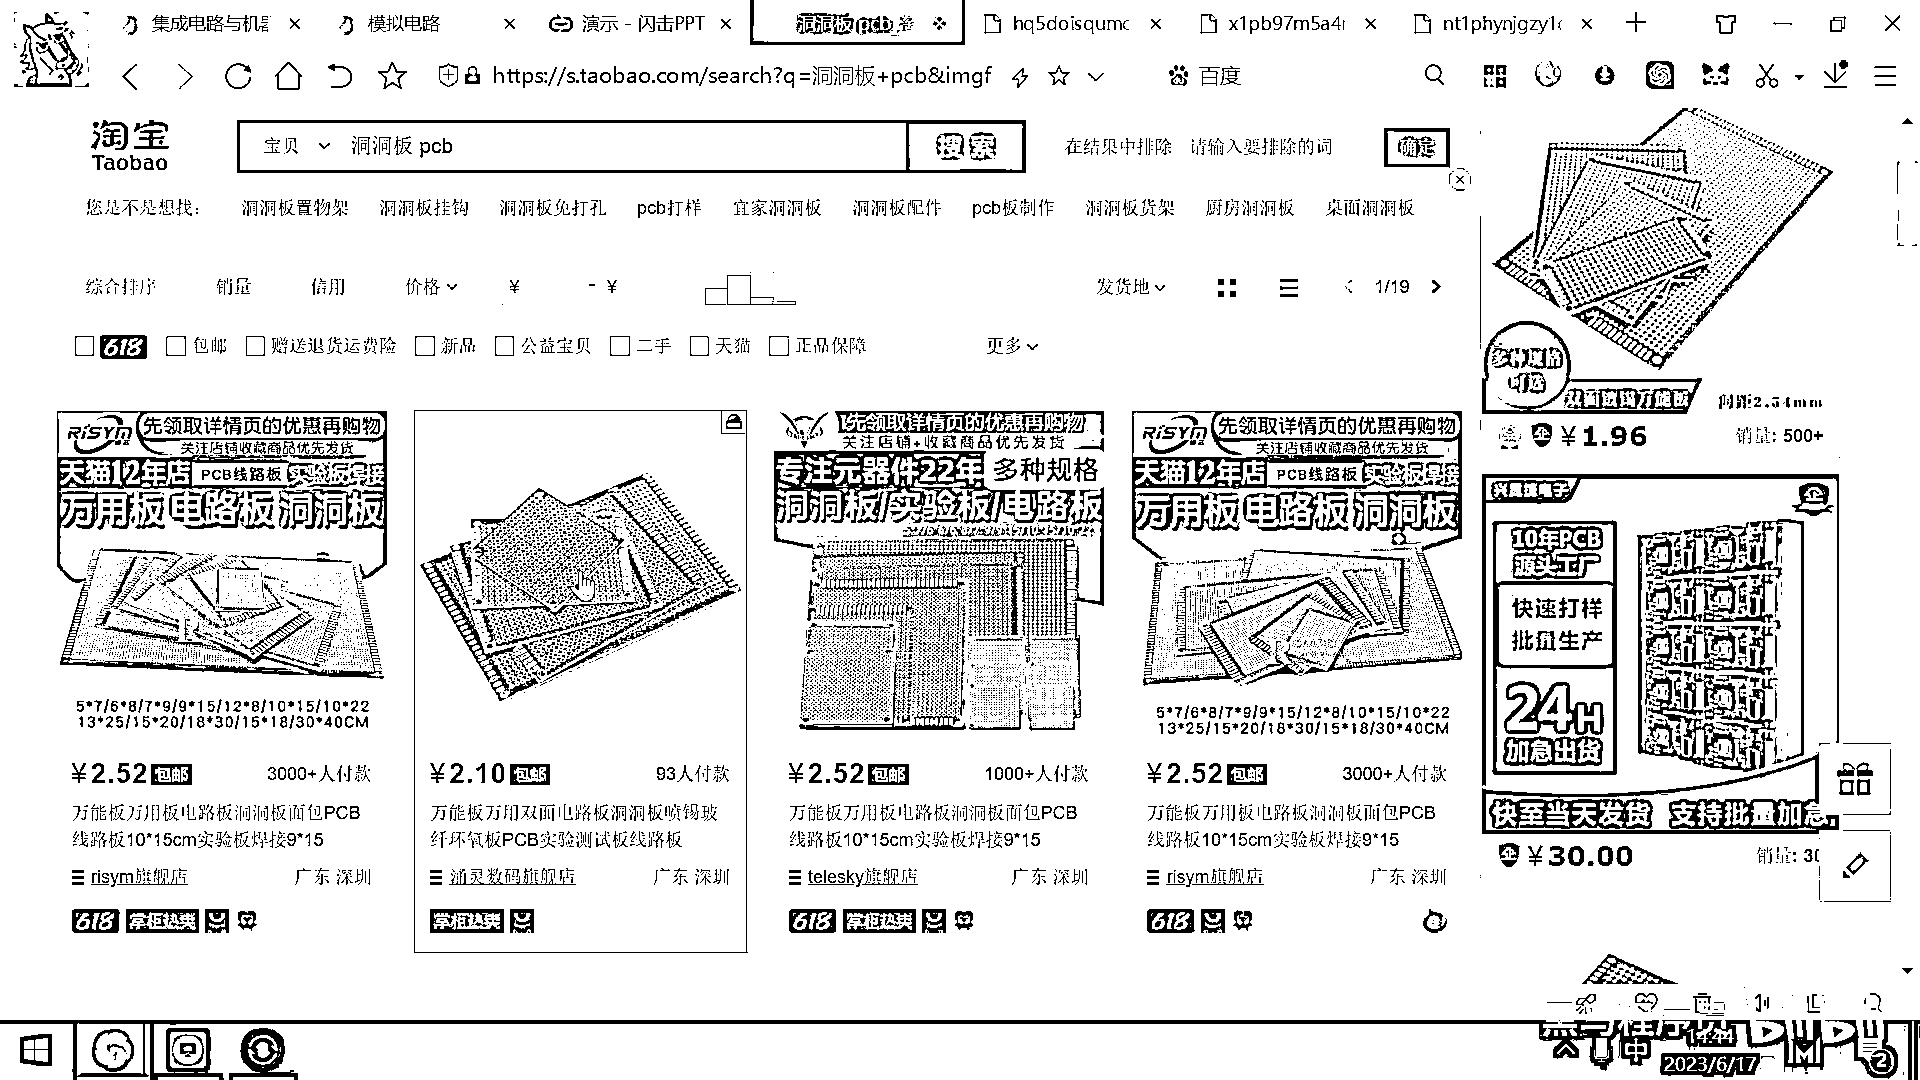 集成电路与机器
模拟电路
演示 - 闪击PPT
洞洞板 pcb_
hq5doisqumc
x1pb97m5a4
nt1phynjgzy1
https://s.taobao.com/search?q=洞洞板+pcb&imgf
百度
淘宝
Taobao
宝贝
洞洞板 pcb
搜索
在结果中排除
请输入要排除的词
确定
您是不是想找：
洞洞板置物架
洞洞板挂钩
洞洞板免打孔
pcb打样
宜家洞洞板
洞洞板配件
pcb板制作
洞洞板货架
厨房洞洞板
桌面洞洞板
综合排序
销量
信用
价格
¥
- ¥
发货地
1/19
618
包邮
赠送退货运费险
新品
公益宝贝
二手
天猫
正品保障
更多
RISYM
先领取详情页的优惠再购物
关注店铺收藏商品优先发货
天猫12年店
PCB线路板
实验板焊接
万用板 电路板 洞洞板
5*7/6*8/7*9/9*15/12*8/10*15/10*22
13*25/15*20/18*30/15*18/30*40CM
¥2.52
包邮
3000+人付款
万能板万用板电路板洞洞板面包PCB
线路板10*15cm实验板焊接9*15
risym旗舰店
广东 深圳
618
掌柜热卖
¥2.10
包邮
93人付款
万能板万用双面电路板洞洞板喷锡玻
纤环氧板PCB实验测试板线路板
涌灵数码旗舰店
广东 深圳
掌柜热卖
先领取详情页的优惠再购物
关注店铺+收藏商品优先发货
专注元器件22年
多种规格
洞洞板/实验板/电路板
¥2.52
包邮
1000+人付款
万能板万用板电路板洞洞板面包PCB
线路板10*15cm实验板焊接9*15
telesky旗舰店
广东 深圳
618
掌柜热卖
RISYM
先领取详情页的优惠再购物
关注店铺收藏商品优先发货
天猫12年店
PCB线路板
实验板焊接
万用板 电路板 洞洞板
5*7/6*8/7*9/9*15/12*8/10*15/10*22
13*25/15*20/18*30/15*18/30*40CM
¥2.52
包邮
3000+人付款
万能板万用板电路板洞洞板面包PCB
线路板10*15cm实验板焊接9*15
risym旗舰店
广东 深圳
618
多种规格
可选
双面喷锡万能板
间距2.54mm
¥1.96
销量: 500+
10年PCB
源头工厂
快速打样
批量生产
24H
加急出货
快至当天发货 支持批量加急
¥30.00
销量: 30
中
14:44
2023/6/17
2